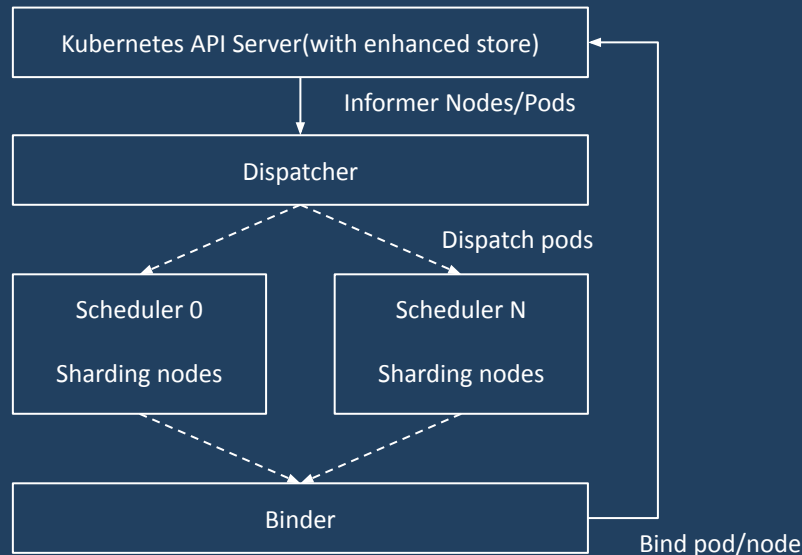 Kubernetes API Server(with enhanced store)
Informer Nodes/Pods
Dispatcher
Dispatch pods
Scheduler 0
Sharding nodes
Scheduler N
Sharding nodes
Binder
Bind pod/node